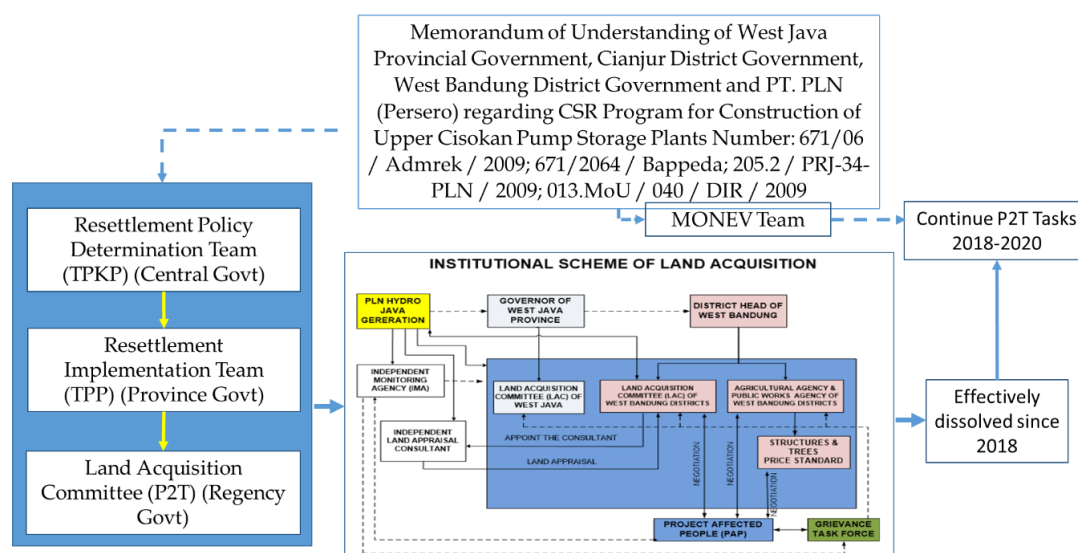 Memorandum of Understanding of West Java
Provincial Government, Cianjur District Government,
West Bandung District Government and PT. PLN
(Persero) regarding CSR Program for Construction of
Upper Cisokan Pump Storage Plants Number: 671/06
/ Admrek / 2009; 671/2064 / Bappeda; 205.2 / PRJ-34-
PLN / 2009; 013.MoU / 040 / DIR / 2009
MONEV Team
Continue P2T Tasks
2018-2020
Resettlement Policy
Determination Team
(TPKP) (Central Govt)
Resettlement
Implementation Team
(TPP) (Province Govt)
Land Acquisition
Committee (P2T) (Regency
Govt)
INSTITUTIONAL SCHEME OF LAND ACQUISITION
PLN HYDRO
JAVA
GERERATION
GOVERNOR OF
WEST JAVA
PROVINCE
DISTRICT HEAD OF
WEST BANDUNG
INDEPENDENT
MONITORING
AGENCY (IMA)
LAND ACQUISITION
COMMITTEE (LAC) OF
WEST JAVA
LAND ACQUISITION
COMMITTEE (LAC) OF
WEST BANDUNG DISTRICTS
AGRICULTURAL AGENCY &
PUBLIC WORKS AGENCY OF
WEST BANDUNG DISTRICTS
INDEPENDENT
LAND APPRAISAL
CONSULTANT
APPOINT THE CONSULTANT
LAND APPRAISAL
STRUCTURES &
TREES
PRICE STANDARD
NEGOTIATION
NEGOTIATION
NEGOTIATION
PROJECT AFFECTED
PEOPLE (PAP)
GRIEVANCE
TASK FORCE
Effectively
dissolved since
2018